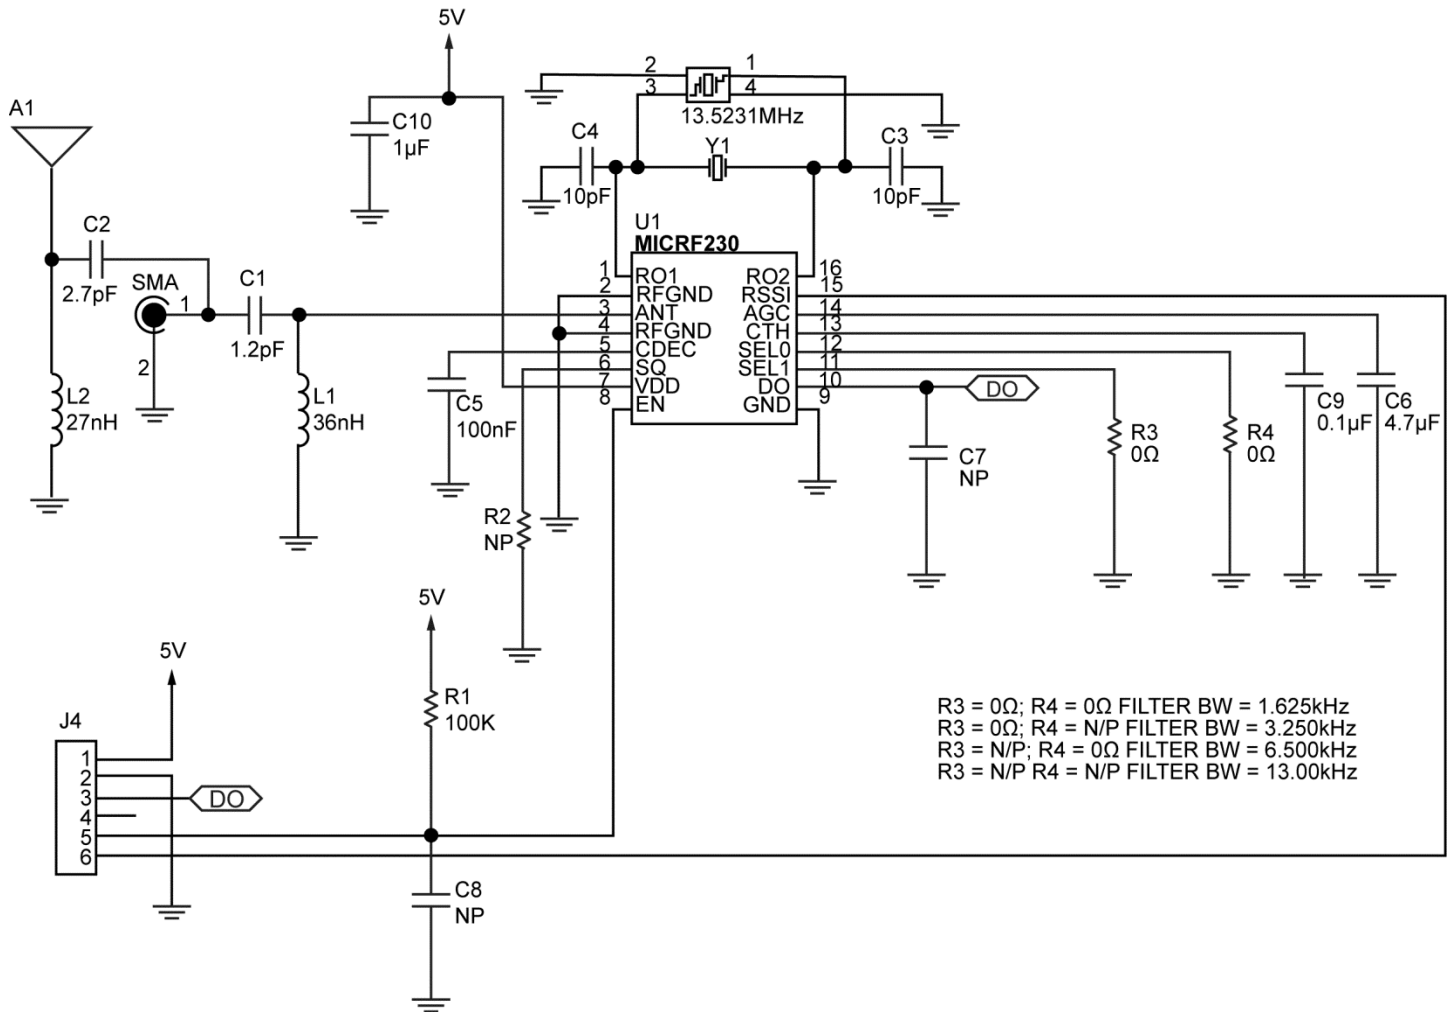 5V
2
1
3
4
13.5231MHz
A1
C10
1µF
C4
Y1
C3
10pF
10pF
C2
2.7pF
SMA
1
2
C1
1.2pF
U1
MICRF230
1
RO1
RO2
16
2
RFGND
RSSI
15
3
ANT
AGC
14
4
RFGND
CTH
13
5
CDEC
SEL0
12
6
SQ
SEL1
11
7
VDD
DO
10
8
EN
GND
9
DO
L2
27nH
L1
36nH
C5
100nF
C7
NP
R3
0Ω
R4
0Ω
C9
0.1µF
C6
4.7µF
R2
NP
5V
R1
100K
5V
J4
1
2
3
DO
4
5
6
C8
NP
R3 = 0Ω; R4 = 0Ω FILTER BW = 1.625kHz
R3 = 0Ω; R4 = N/P FILTER BW = 3.250kHz
R3 = N/P; R4 = 0Ω FILTER BW = 6.500kHz
R3 = N/P R4 = N/P FILTER BW = 13.00kHz